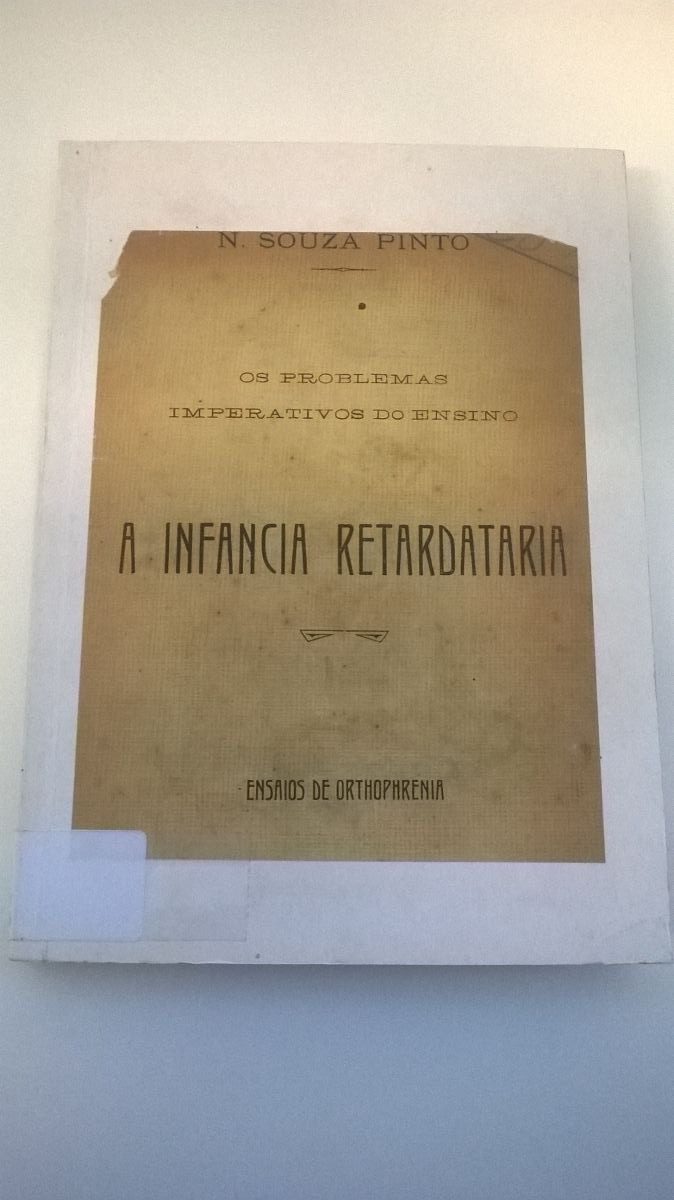 N. SOUZA PINTO
OS PROBLEMAS
IMPERATIVOS DO ENSINO
A INFANCIA RETARDATARIA
ENSAIOS DE ORTHOPHRENIA